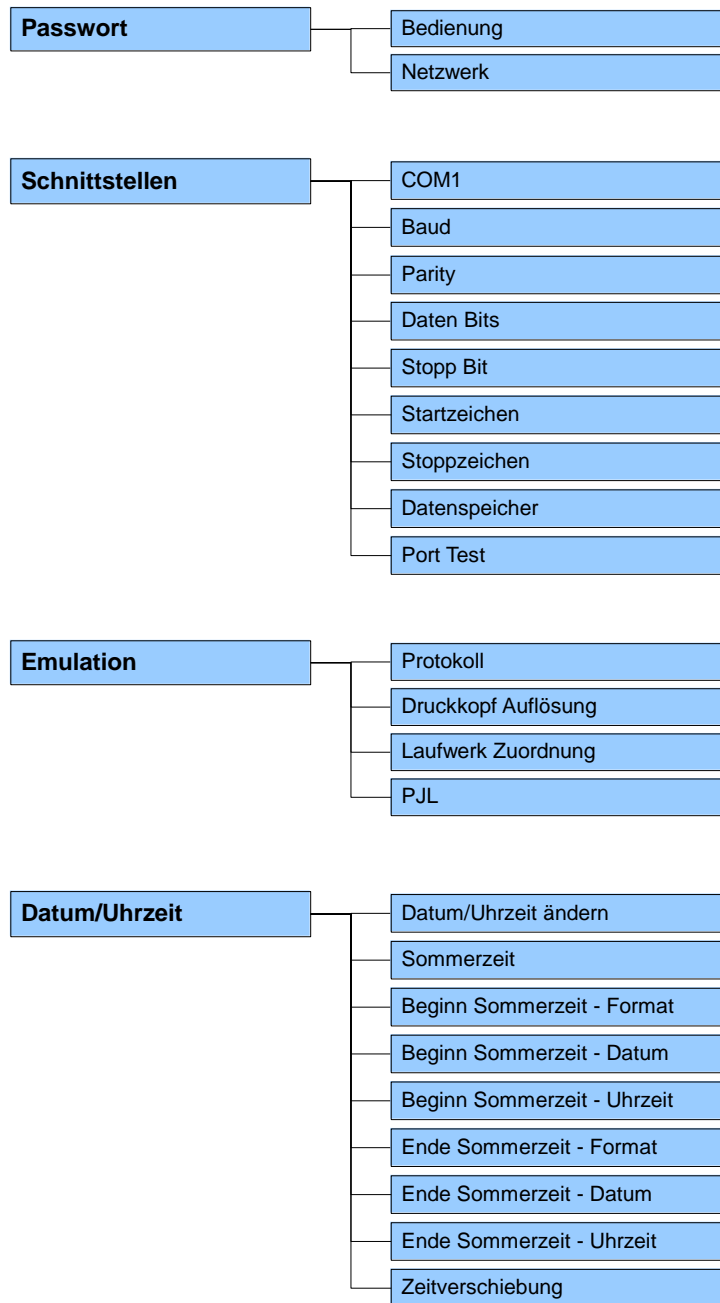 Passwort
Bedienung
Netzwerk
Schnittstellen
COM1
Baud
Parity
Daten Bits
Stopp Bit
Startzeichen
Stoppzeichen
Datenspeicher
Port Test
Emulation
Protokoll
Druckkopf Auflösung
Laufwerk Zuordnung
PJL
Datum/Uhrzeit
Datum/Uhrzeit ändern
Sommerzeit
Beginn Sommerzeit - Format
Beginn Sommerzeit - Datum
Beginn Sommerzeit - Uhrzeit
Ende Sommerzeit - Format
Ende Sommerzeit - Datum
Ende Sommerzeit - Uhrzeit
Zeitverschiebung